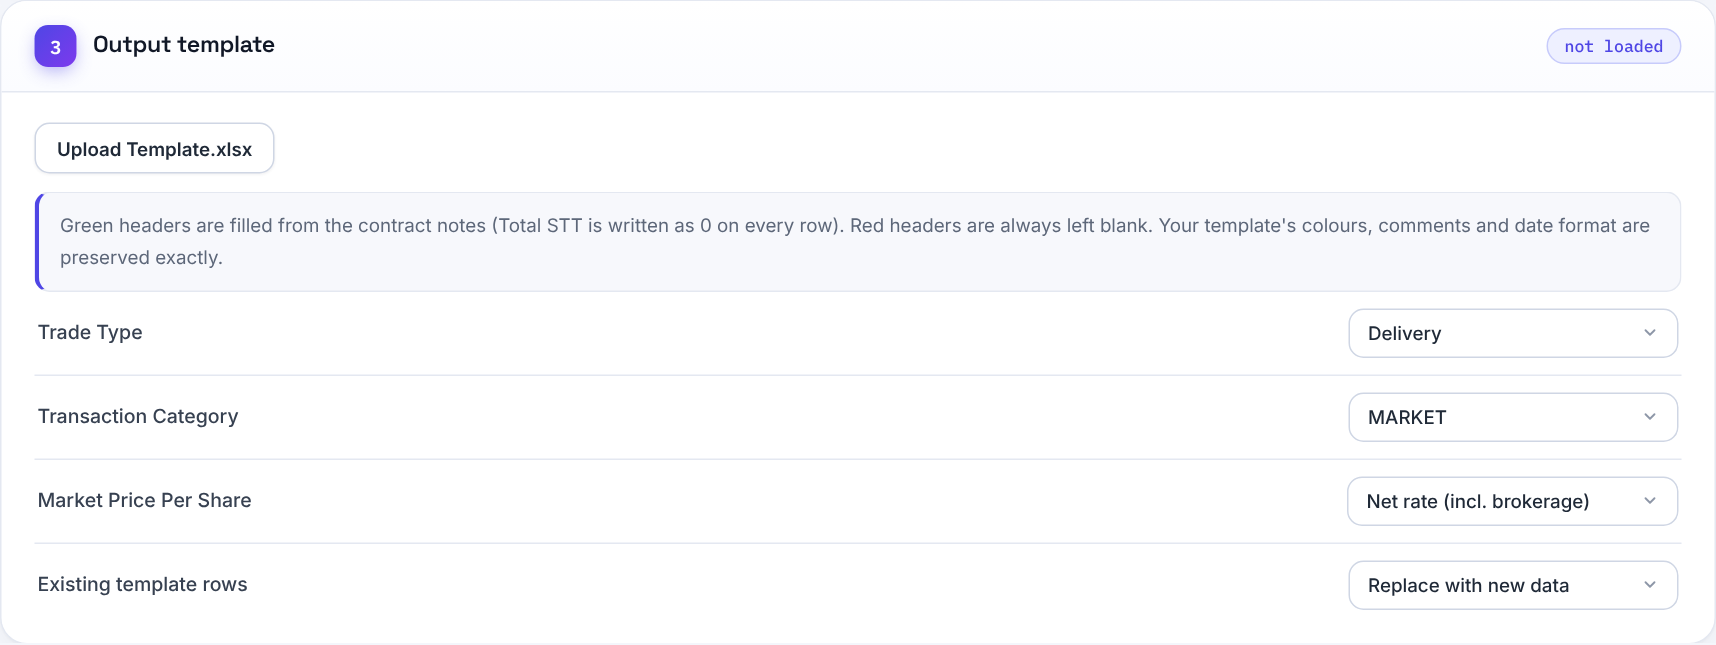 3
Output template
not loaded
Upload Template.xlsx
Green headers are filled from the contract notes (Total STT is written as 0 on every row). Red headers are always left blank. Your template's colours, comments and date format are
preserved exactly.
Trade Type
Delivery
Transaction Category
MARKET
Market Price Per Share
Net rate (incl. brokerage)
Existing template rows
Replace with new data